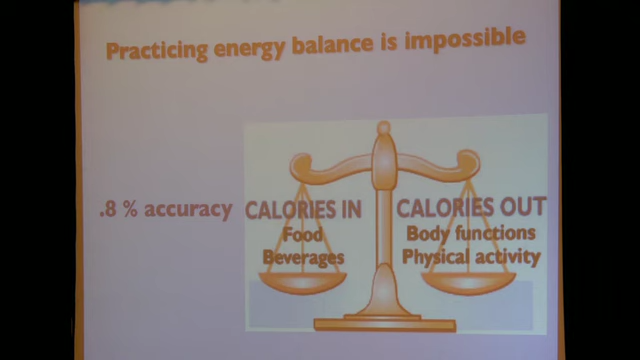 Practicing energy balance is impossible
.8 % accuracy
CALORIES IN
Food
Beverages
CALORIES OUT
Body functions
Physical activity